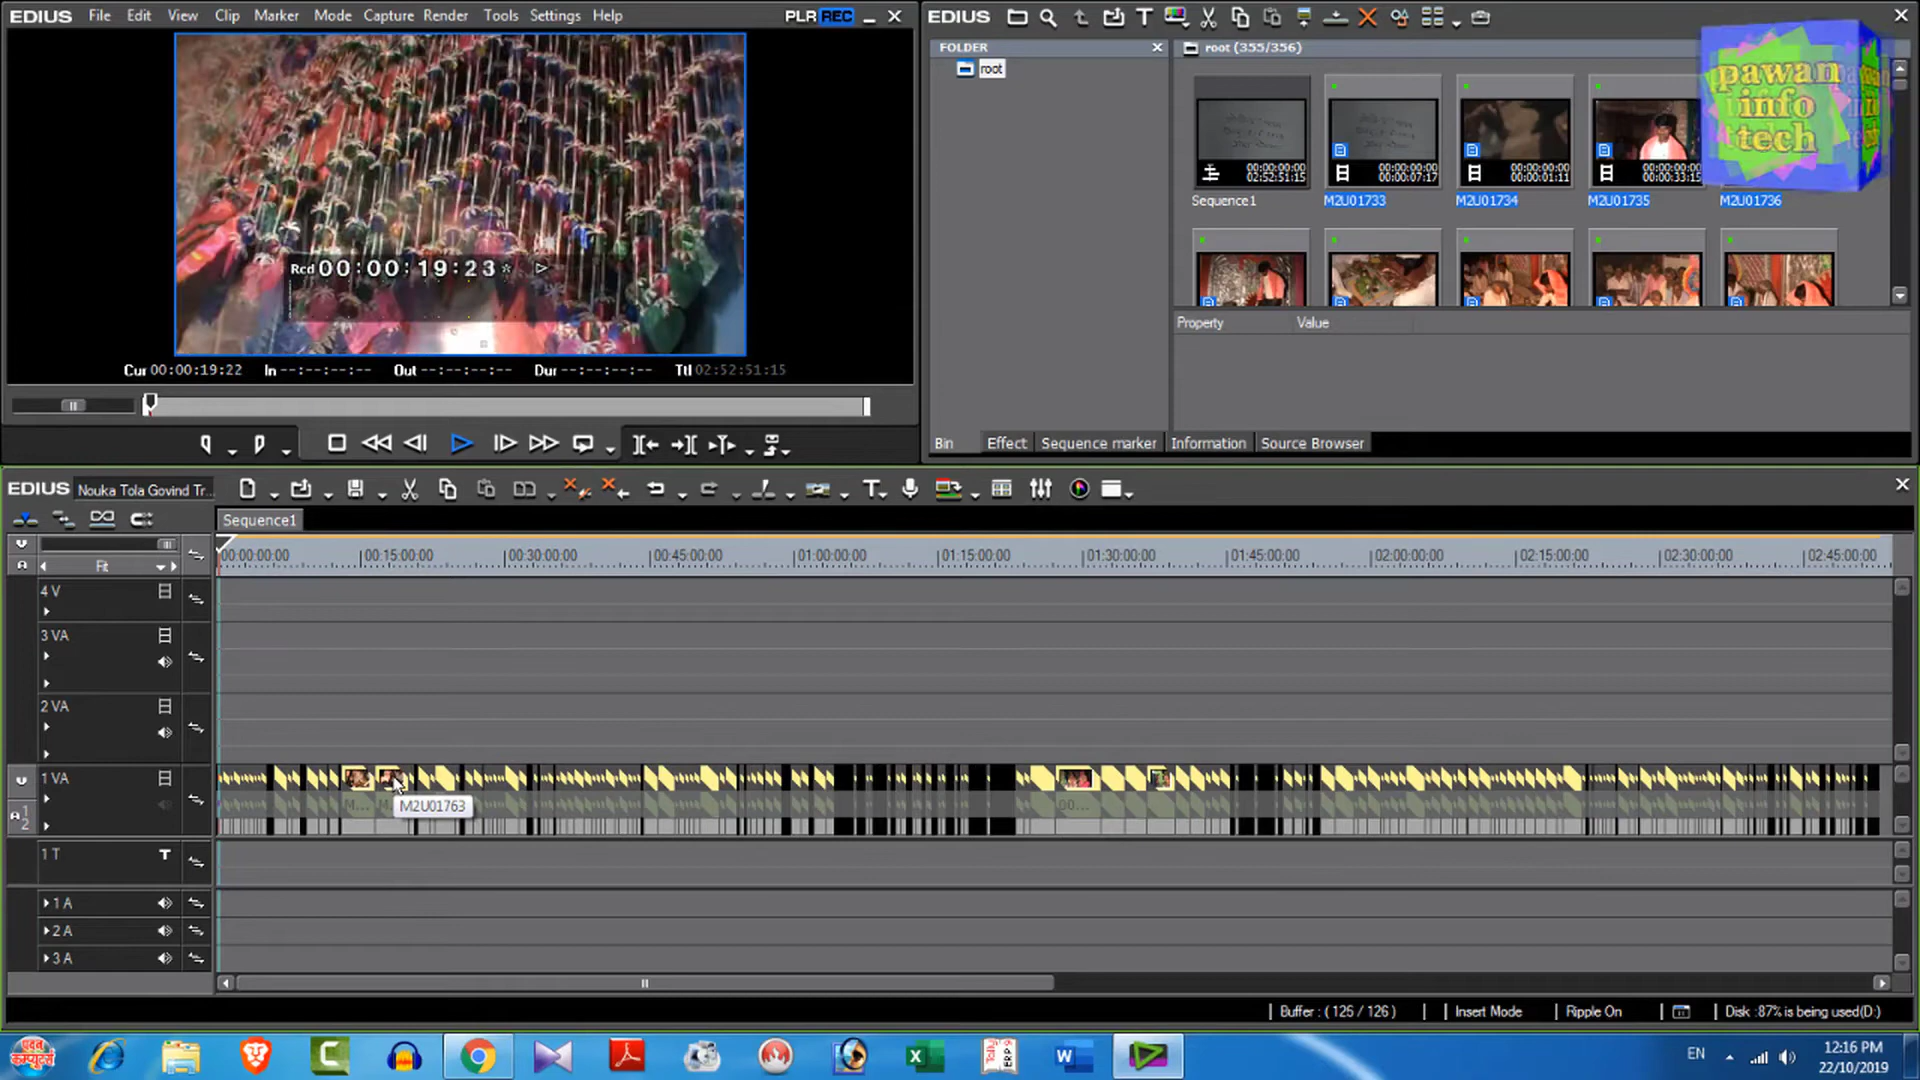 EDIUS File Edit View Clip Marker Mode Capture Render Tools Settings Help PLR REC
Rcd 00:00:19:23
Cur 00:00:19:22 In --:--:--:-- Out --:--:--:-- Dur --:--:--:-- Ttl 02:52:51:15
EDIUS
FOLDER
root
root (355/356)
00:00:00:00
02:52:51:15
00:00:00:00
00:00:07:17
00:00:00:00
00:00:01:11
00:00:00:00
00:00:33:15
Sequence1 M2U01733 M2U01734 M2U01735 M2U01736
pawan
info
tech
Property Value
Bin Effect Sequence marker Information Source Browser
EDIUS Nouka Tola Govind Tr...
Sequence1
00:00:00:00 00:15:00:00 00:30:00:00 00:45:00:00 01:00:00:00 01:15:00:00 01:30:00:00 01:45:00:00 02:00:00:00 02:15:00:00 02:30:00:00 02:45:00:00
Fit
4 V
3 VA
2 VA
1 VA
M2U01763
1 T
1 A
2 A
3 A
Buffer : ( 125 / 126 ) Insert Mode Ripple On Disk :87% is being used(D:)
EN
12:16 PM
22/10/2019